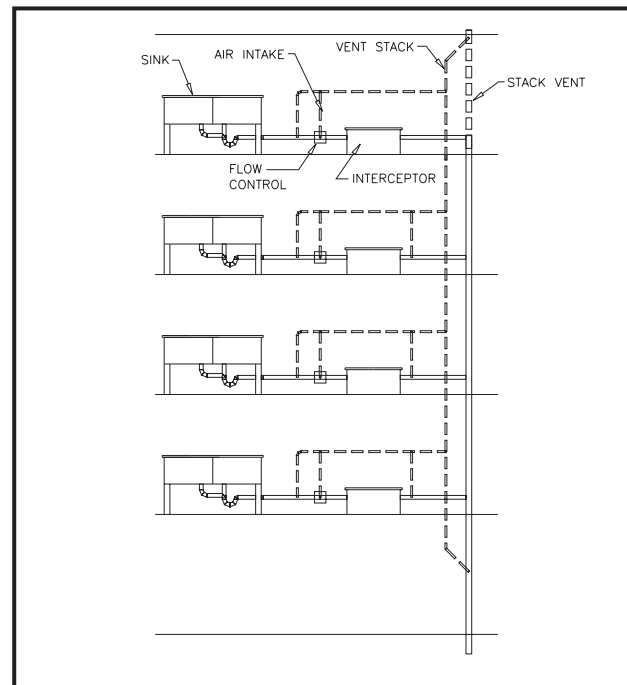 VENT STACK
AIR INTAKE
SINK
STACK VENT
FLOW
CONTROL
INTERCEPTOR